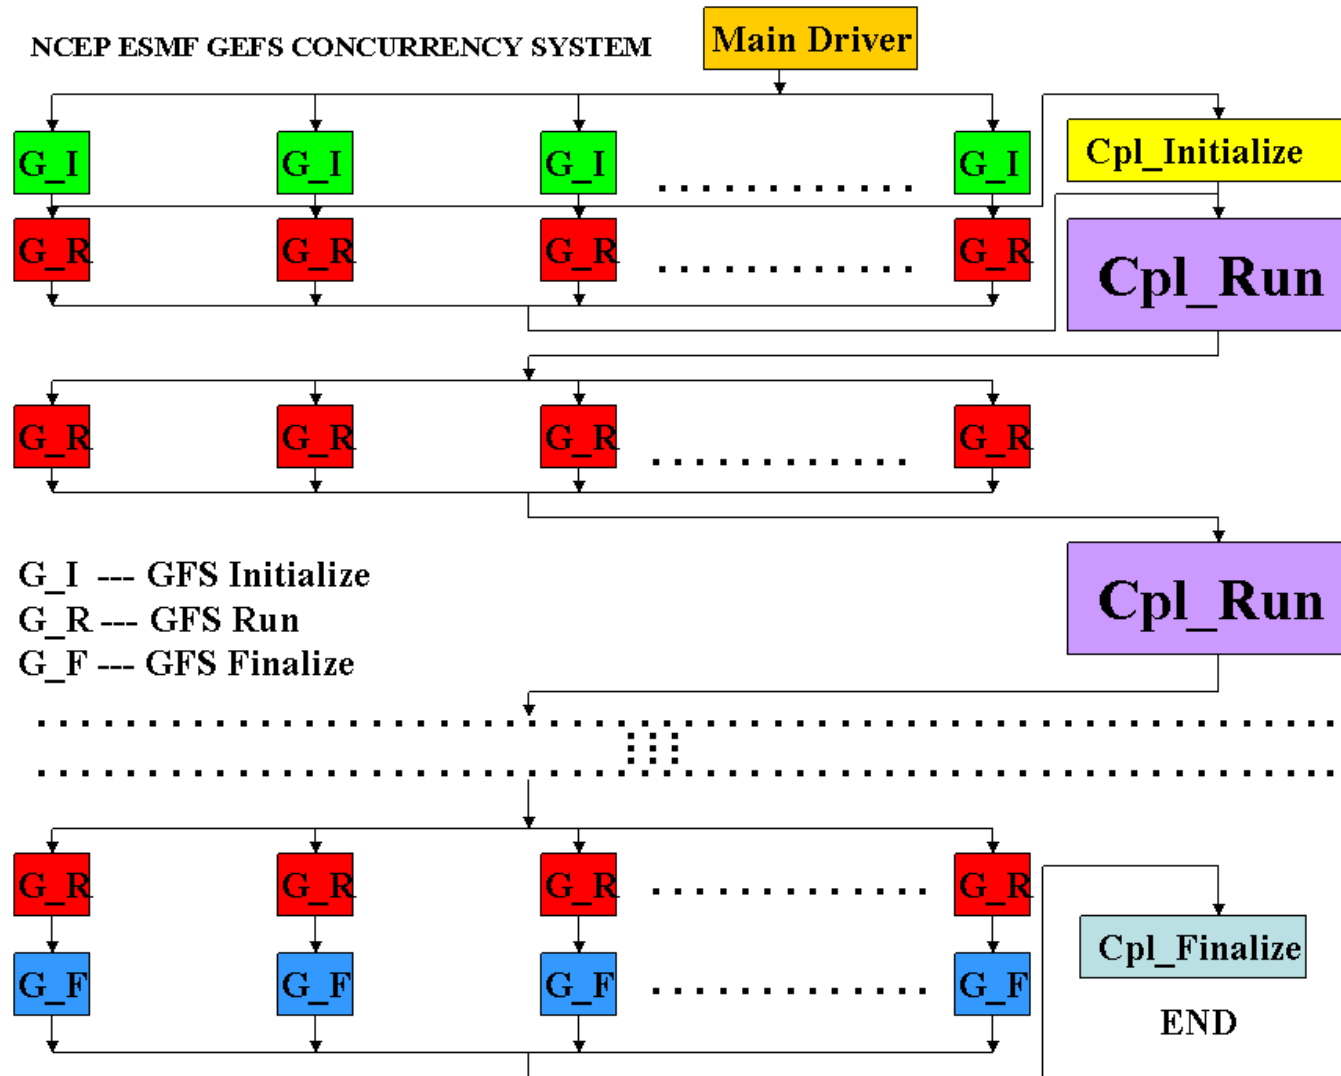 NCEP ESMF GEFS CONCURRENCY SYSTEM
Main Driver
G_I G_I G_I G_I
Cpl_Initialize
G_R G_R G_R G_R
Cpl_Run
G_R G_R G_R G_R
G_I --- GFS Initialize
G_R --- GFS Run
G_F --- GFS Finalize
Cpl_Run
G_R G_R G_R G_R
G_F G_F G_F G_F
Cpl_Finalize
END